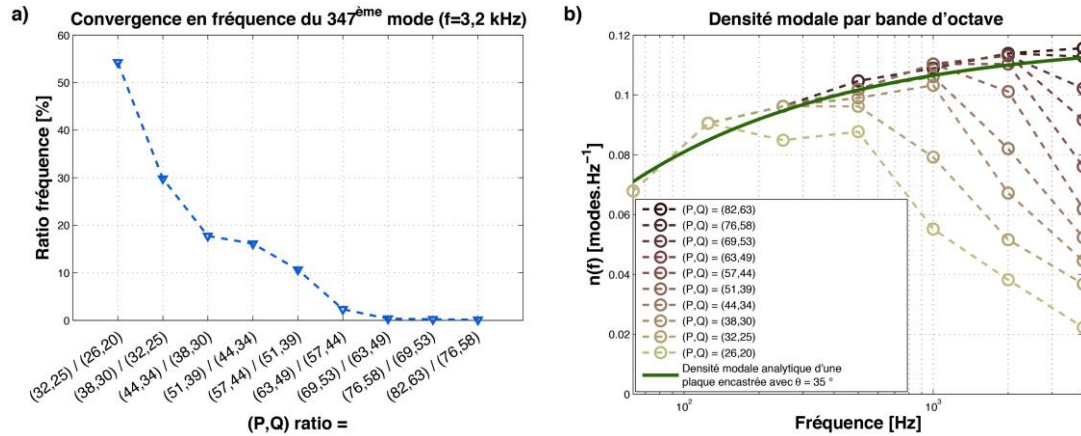 a)
Convergence en fréquence du 347ème mode (f=3,2 kHz)
Ratio fréquence [%]
60
50
40
30
20
10
0
(32,25) / (26,20)
(38,30) / (32,25)
(44,34) / (38,30)
(51,39) / (44,34)
(57,44) / (51,39)
(63,49) / (57,44)
(69,53) / (63,49)
(76,58) / (69,53)
(82,63) / (76,58)
(P,Q) ratio =
b)
Densité modale par bande d'octave
n(f) [modes.Hz⁻¹]
0.12
0.1
0.08
0.06
0.04
0.02
0
(P,Q) = (82,63)
(P,Q) = (76,58)
(P,Q) = (69,53)
(P,Q) = (63,49)
(P,Q) = (57,44)
(P,Q) = (51,39)
(P,Q) = (44,34)
(P,Q) = (38,30)
(P,Q) = (32,25)
(P,Q) = (26,20)
Densité modale analytique d'une
plaque encastrée avec θ = 35 °
10²
10³
Fréquence [Hz]